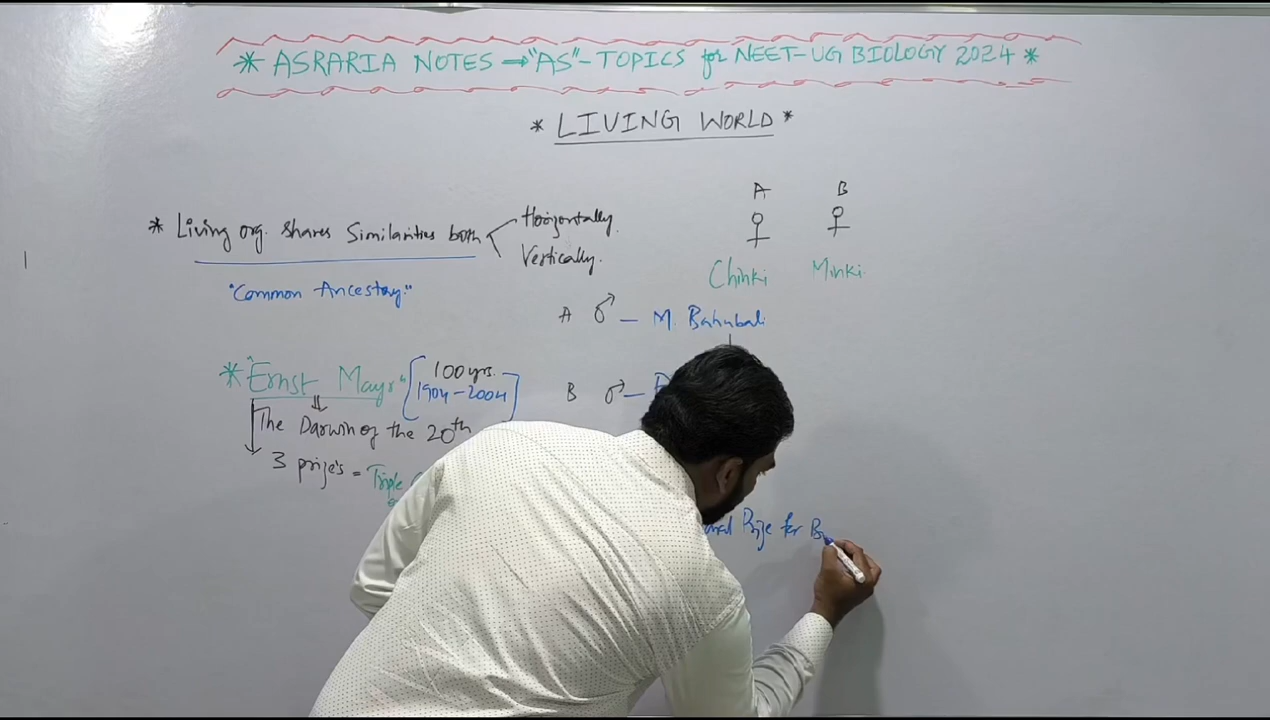 * ASRARIA NOTES → "AS" - TOPICS for NEET-UG BIOLOGY 2024 *
* LIVING WORLD *
A B
* Living org. shares Similarities both Horizontally.
Vertically.
Chinki Minki.
"Common Ancestory."
A ♂ — M. Bahubali
* "Ernst Mayr" [100 yrs. 1904-2004]
B ♂ —
The Darwin of the 20th
3 prize's = Triple
Prize for